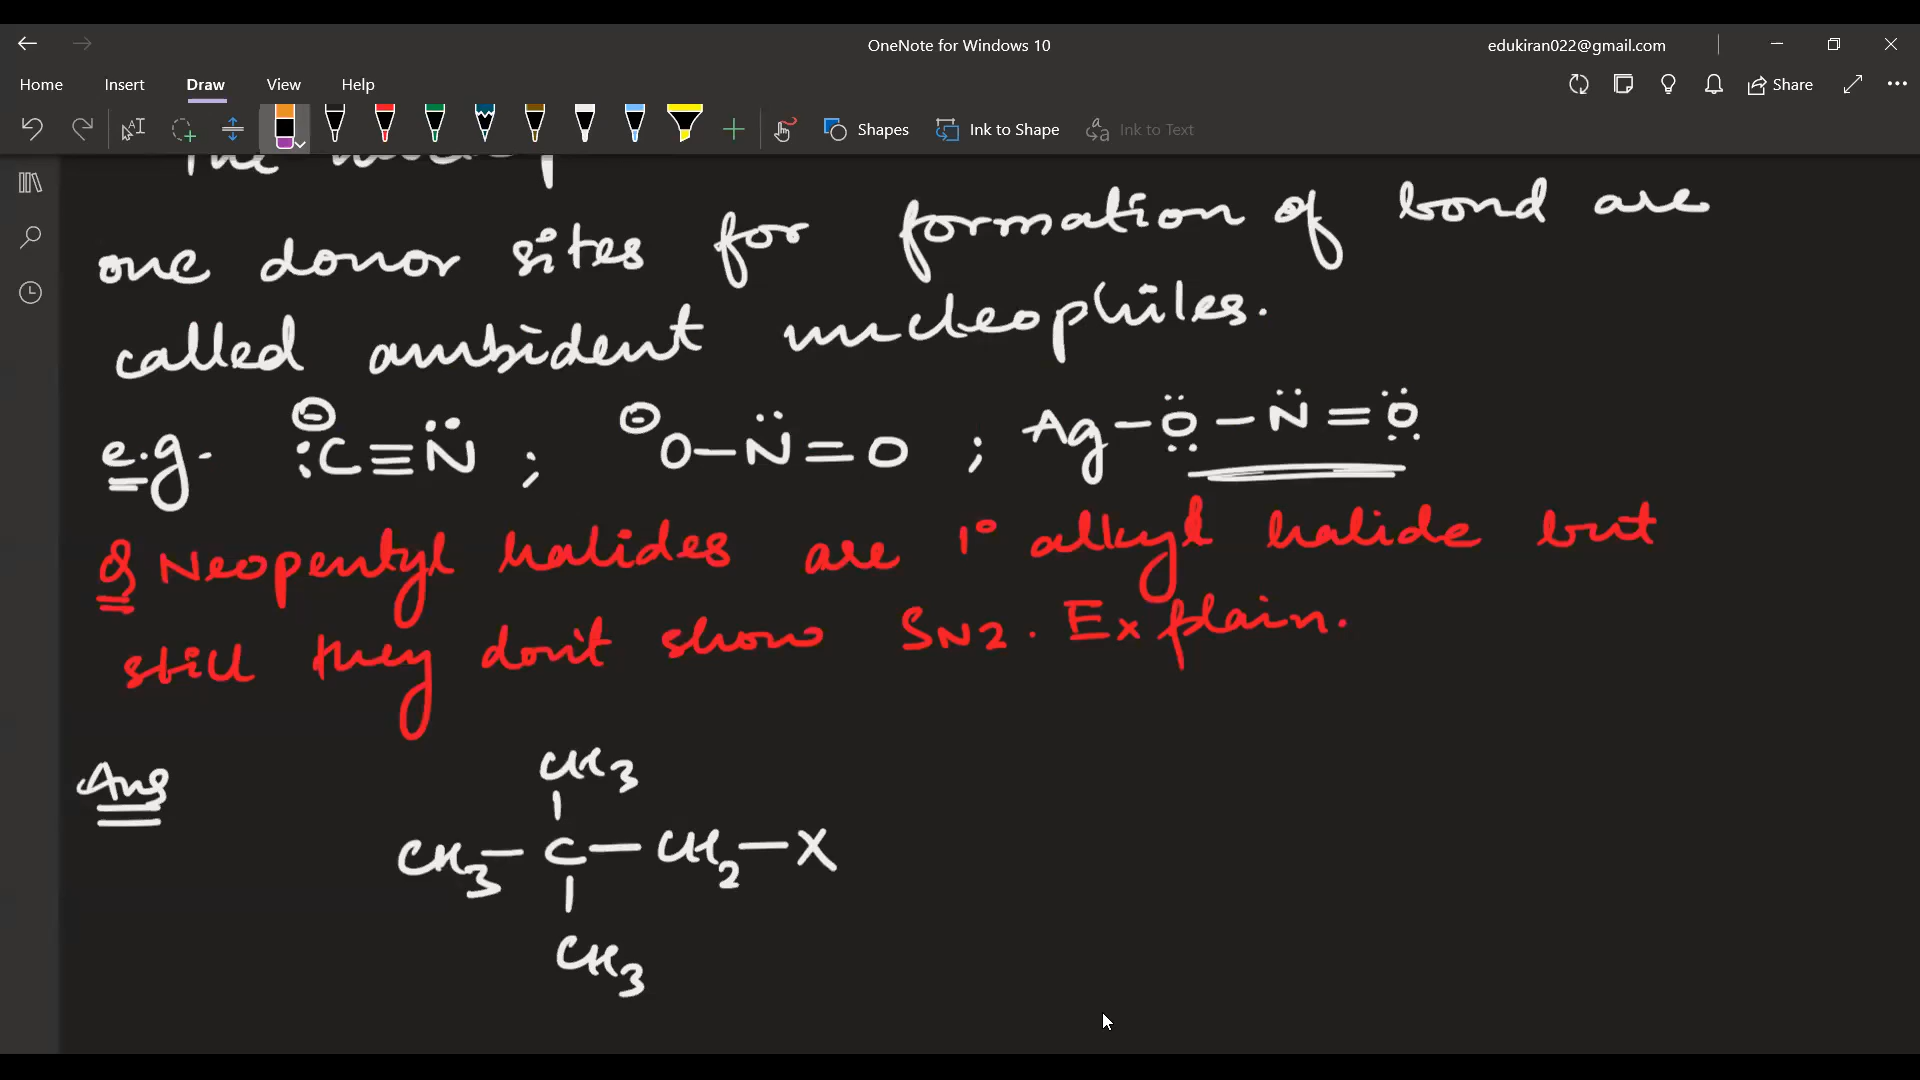 OneNote for Windows 10
edukiran022@gmail.com
Home Insert Draw View Help
Share
Shapes Ink to Shape Ink to Text
The
one donor sites for formation of bond are
called ambident nucleophiles.
e.g. ⊖:C≡N̈ ; ⊖O–N̈=O ; Ag–Ö–N̈=Ö
Q Neopentyl halides are 1° alkyl halide but
still they don't show SN2. Explain.
Ans
CH3
|
CH3–C–CH2–X
|
CH3